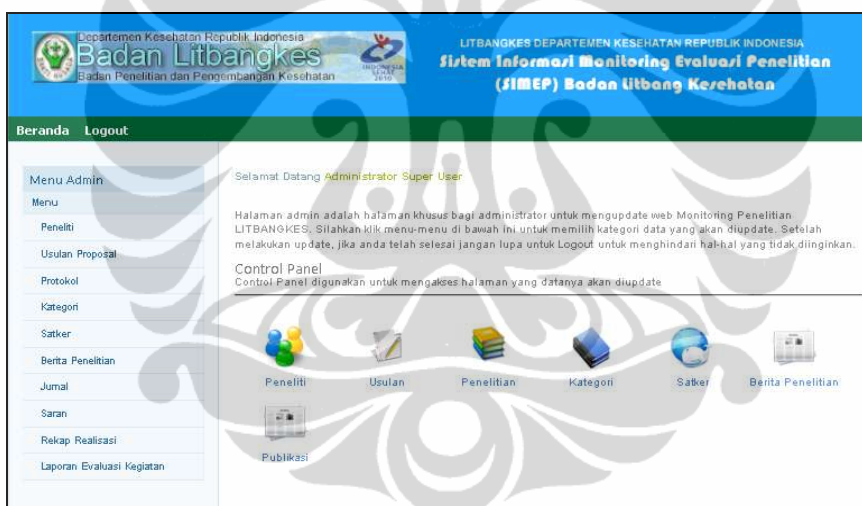 Departemen Kesehatan Republik Indonesia
Badan Litbangkes
Badan Penelitian dan Pengembangan Kesehatan
INDONESIA
SEHAT
2010
LITBANGKES DEPARTEMEN KESEHATAN REPUBLIK INDONESIA
Sistem Informasi Monitoring Evaluasi Penelitian
(SIMEP) Badan Litbang Kesehatan
Beranda Logout
Menu Admin
Menu
Peneliti
Usulan Proposal
Protokol
Kategori
Satker
Berita Penelitian
Jurnal
Saran
Rekap Realisasi
Laporan Evaluasi Kegiatan
Selamat Datang Administrator Super User
Halaman admin adalah halaman khusus bagi administrator untuk mengupdate web Monitoring Penelitian
LITBANGKES. Silahkan klik menu-menu di bawah ini untuk memilih kategori data yang akan diupdate. Setelah
melakukan update, jika anda telah selesai jangan lupa untuk Logout untuk menghindari hal-hal yang tidak diinginkan.
Control Panel
Control Panel digunakan untuk mengakses halaman yang datanya akan diupdate
Peneliti Usulan Penelitian Kategori Satker Berita Penelitian
Publikasi